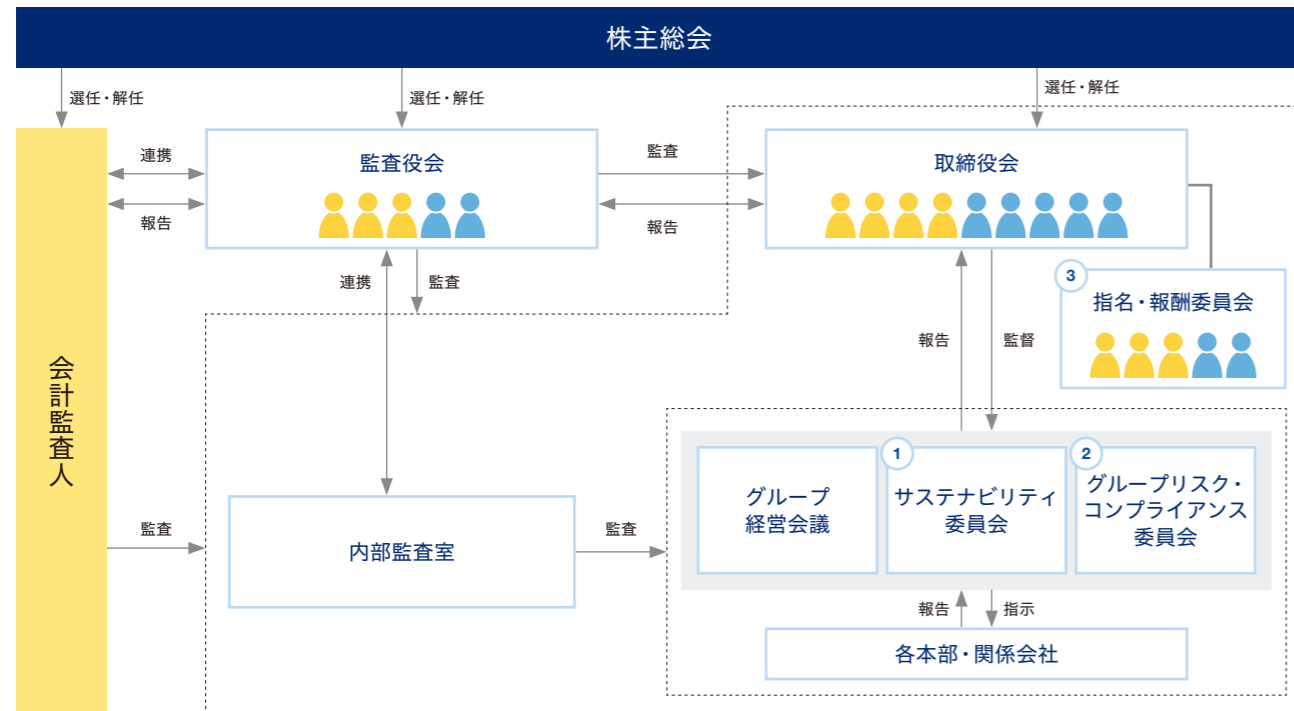 株主総会
選任・解任
選任・解任
選任・解任
会計監査人
連携
報告
監査役会
監査
報告
取締役会
連携
監査
報告
監督
3
指名・報酬委員会
監査
内部監査室
監査
グループ
経営会議
1
サステナビリティ
委員会
2
グループリスク・
コンプライアンス
委員会
報告
指示
各本部・関係会社